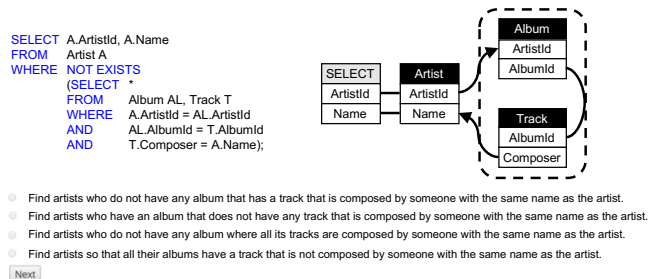 SELECT A.ArtistId, A.Name
FROM Artist A
WHERE NOT EXISTS
(SELECT *
FROM Album AL, Track T
WHERE A.ArtistId = AL.ArtistId
AND AL.AlbumId = T.AlbumId
AND T.Composer = A.Name);
SELECT
ArtistId
Name
Artist
ArtistId
Name
Album
ArtistId
AlbumId
Track
AlbumId
Composer
Find artists who do not have any album that has a track that is composed by someone with the same name as the artist.
Find artists who have an album that does not have any track that is composed by someone with the same name as the artist.
Find artists who do not have any album where all its tracks are composed by someone with the same name as the artist.
Find artists so that all their albums have a track that is not composed by someone with the same name as the artist.
Next